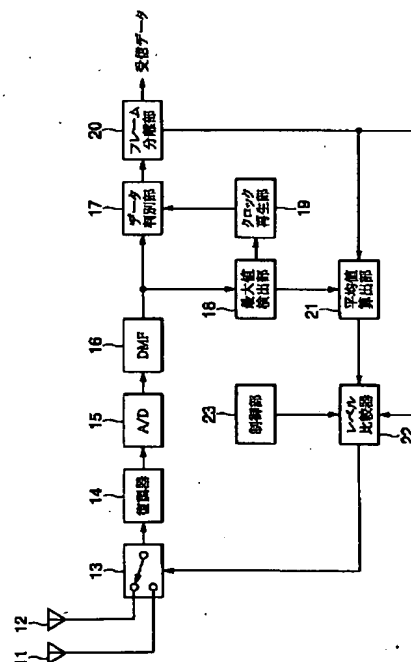 11
12
13
14
復調器
15
A/D
16
DMF
17
データ
判別部
20
フレーム
分離部
受信データ
18
最大値
検出部
クロック
再生部
19
21
平均値
算出部
23
制御部
レベル
比較器
22